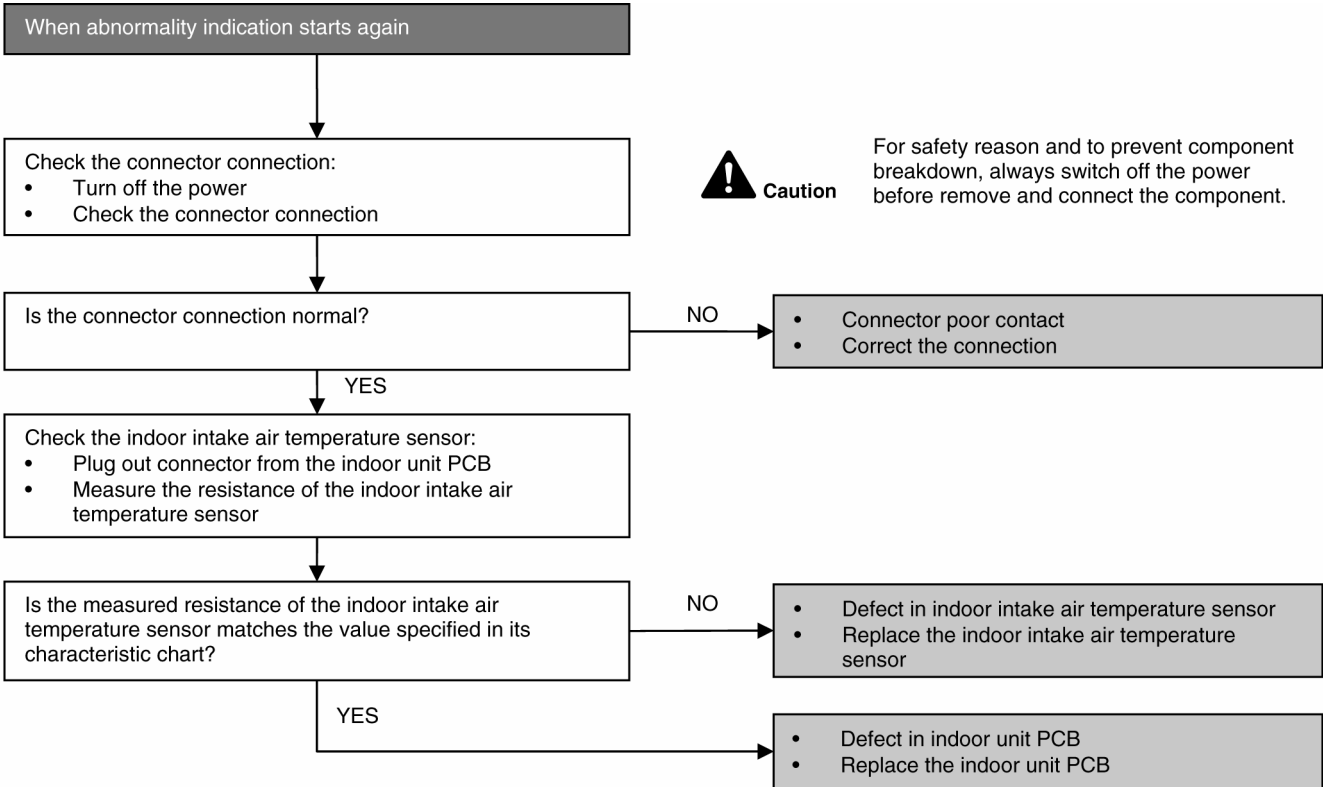 When abnormality indication starts again
Check the connector connection:
• Turn off the power
• Check the connector connection
Caution
For safety reason and to prevent component
breakdown, always switch off the power
before remove and connect the component.
Is the connector connection normal?
NO
• Connector poor contact
• Correct the connection
YES
Check the indoor intake air temperature sensor:
• Plug out connector from the indoor unit PCB
• Measure the resistance of the indoor intake air
temperature sensor
Is the measured resistance of the indoor intake air
temperature sensor matches the value specified in its
characteristic chart?
NO
• Defect in indoor intake air temperature sensor
• Replace the indoor intake air temperature
sensor
YES
• Defect in indoor unit PCB
• Replace the indoor unit PCB